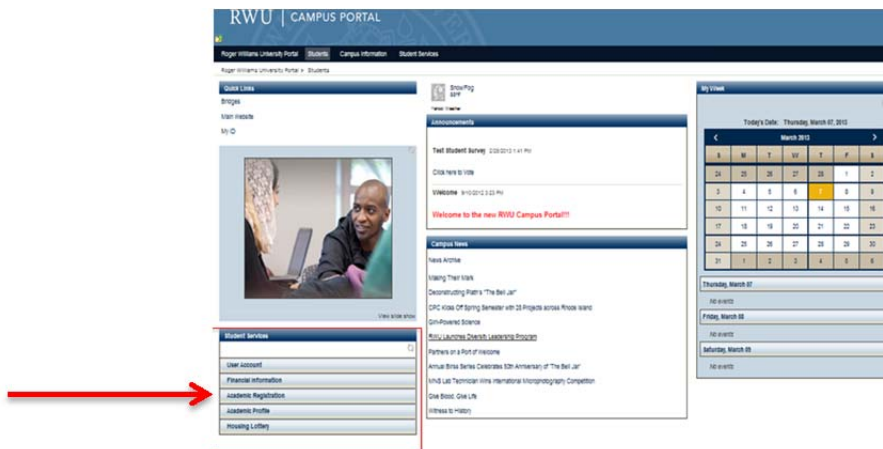 RWU | CAMPUS PORTAL
Roger Williams University Portal Students Campus Information Student Services
Roger Williams University Portal > Students
Quick Links
Bridges
Main Website
My ID
View slide show
Student Services
User Account
Financial Information
Academic Registration
Academic Profile
Housing Lottery
Snow/Fog
Yahoo! Weather
Announcements
Test Student Survey 1:41 PM
Click here to Vote
Welcome 3:23 PM
Welcome to the new RWU Campus Portal!!!
Campus News
News Archive
Making Their Mark
Deconstructing Plath's "The Bell Jar"
CPC Kicks Off Spring Semester with 25 Projects across Rhode Island
Girl-Powered Science
RWU Launches Diversity Leadership Program
Partners on a Port of Welcome
Annual Birss Series Celebrates 50th Anniversary of "The Bell Jar"
MNS Lab Technician Wins International Microphotography Competition
Give Blood, Give Life
Witness to History
My Week
Today's Date: Thursday, March 07, 2013
< March 2013 >
S M T W T F S
24 25 26 27 28 1 2
3 4 5 6 7 8 9
10 11 12 13 14 15 16
17 18 19 20 21 22 23
24 25 26 27 28 29 30
31 1 2 3 4 5 6
Thursday, March 07
No events
Friday, March 08
No events
Saturday, March 09
No events